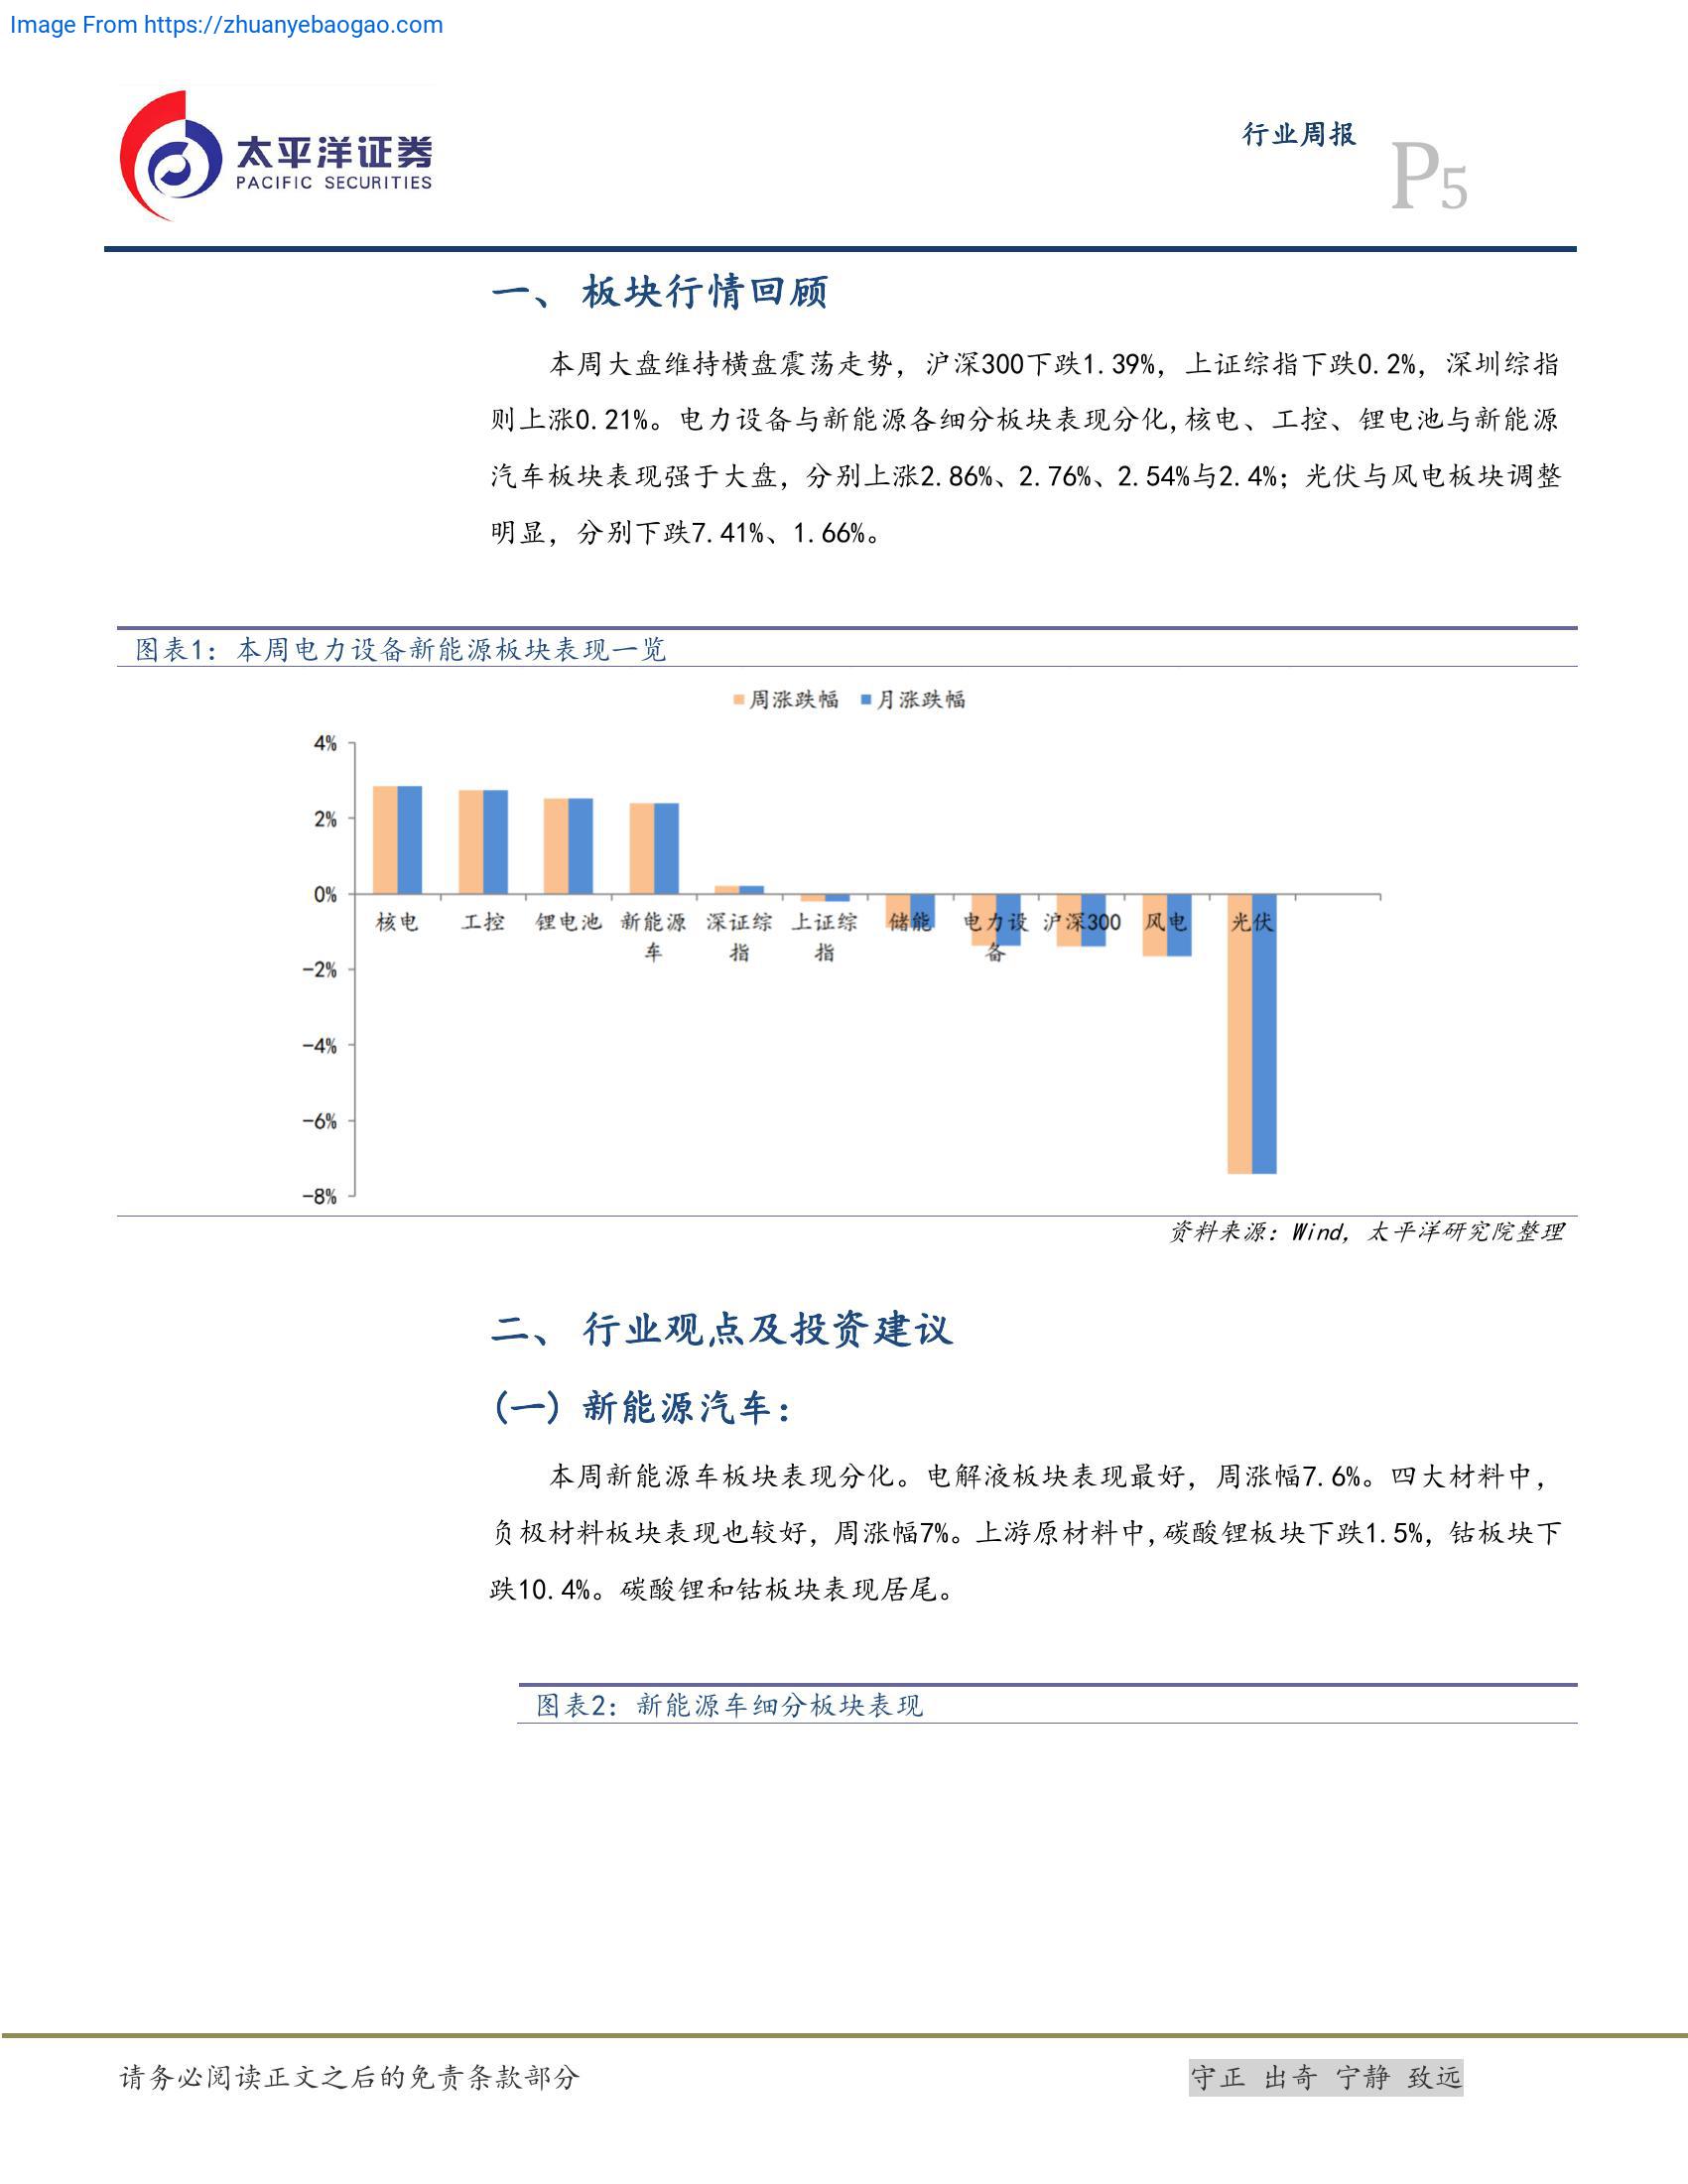 Image From https://zhuanyebaogao.com
太平洋证券
PACIFIC SECURITIES
行业周报
P5
一、 板块行情回顾
本周大盘维持横盘震荡走势，沪深300下跌1.39%，上证综指下跌0.2%，深圳综指
则上涨0.21%。电力设备与新能源各细分板块表现分化,核电、工控、锂电池与新能源
汽车板块表现强于大盘，分别上涨2.86%、2.76%、2.54%与2.4%；光伏与风电板块调整
明显，分别下跌7.41%、1.66%。
图表1：本周电力设备新能源板块表现一览
周涨跌幅 月涨跌幅
4%
2%
0%
-2%
-4%
-6%
-8%
核电 工控 锂电池 新能源车 深证综指 上证综指 储能 电力设备 沪深300 风电 光伏
资料来源：Wind，太平洋研究院整理
二、 行业观点及投资建议
(一) 新能源汽车：
本周新能源车板块表现分化。电解液板块表现最好，周涨幅7.6%。四大材料中，
负极材料板块表现也较好，周涨幅7%。上游原材料中,碳酸锂板块下跌1.5%，钴板块下
跌10.4%。碳酸锂和钴板块表现居尾。
图表2：新能源车细分板块表现
请务必阅读正文之后的免责条款部分
守正 出奇 宁静 致远